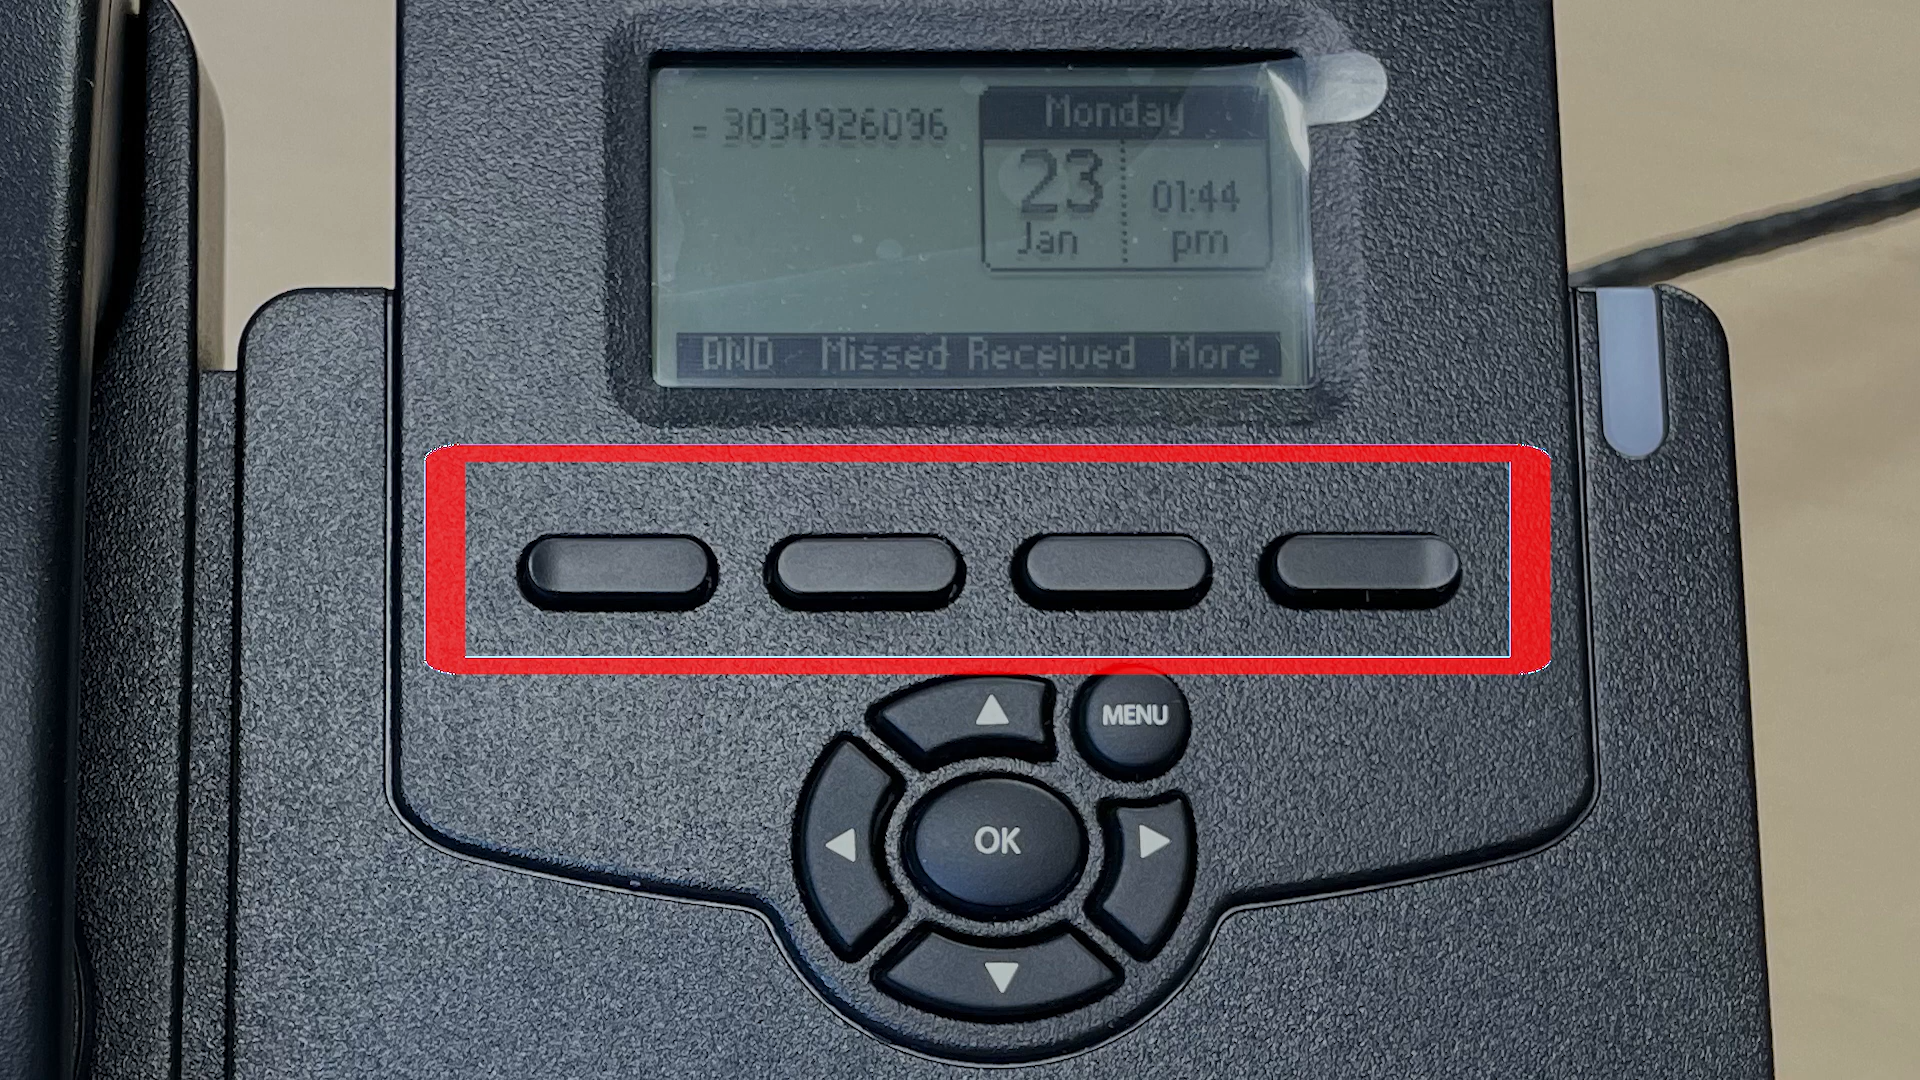 = 3034926096
Monday
23
Jan
01:44
pm
DND Missed Received More
MENU
OK